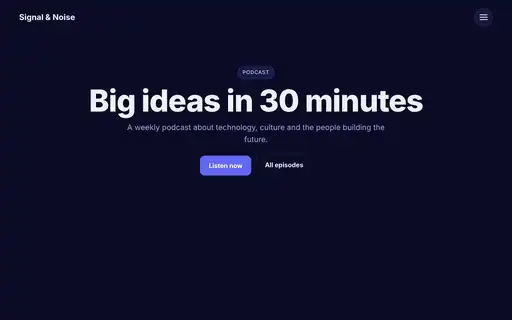 Signal & Noise
PODCAST
Big ideas in 30 minutes
A weekly podcast about technology, culture and the people building the
future.
Listen now
All episodes